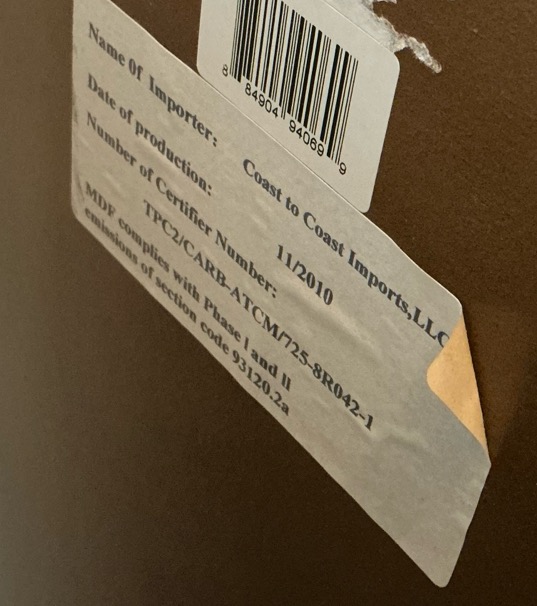 8 84904 94069 9
Name Of Importer: Coast to Coast Imports,LLC
Date of production: 11/2010
Number of Certifier Number:
TPC2/CARB-ATCM/725-8R042-1
MDF complies with Phase I and II
emissions of section code 93120.2a